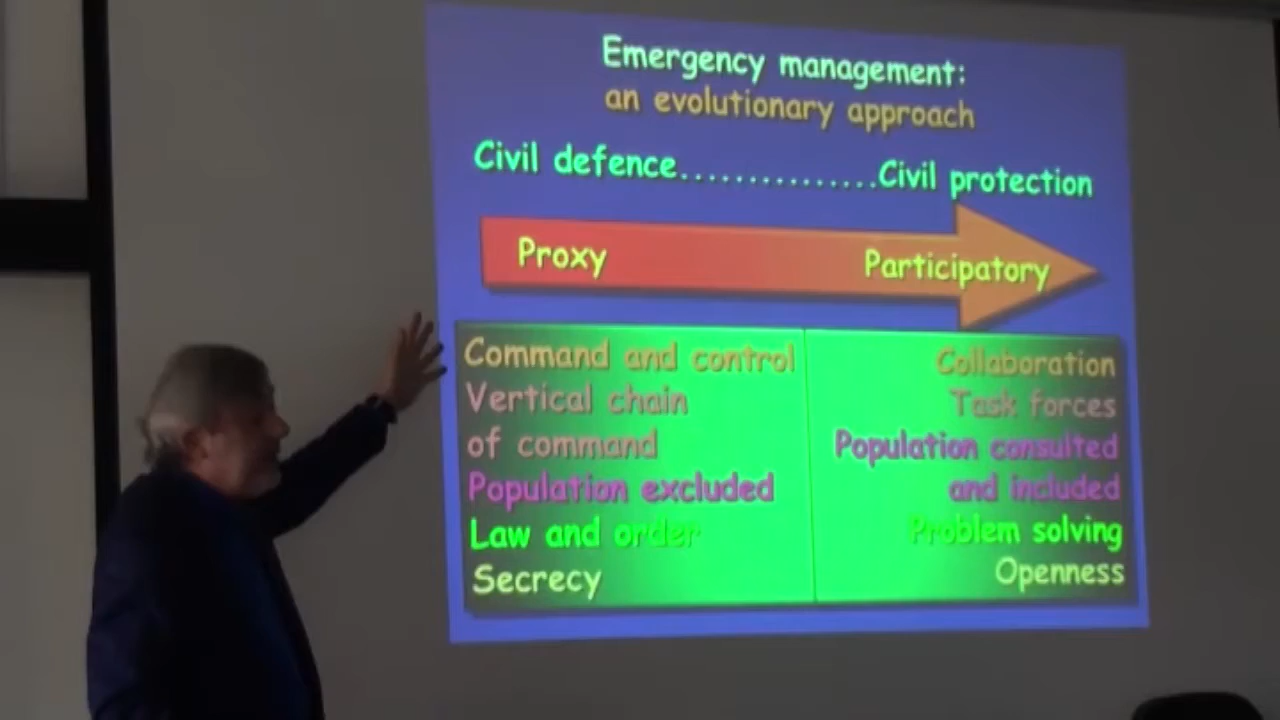 Emergency management:
an evolutionary approach
Civil defence...............Civil protection
Proxy Participatory
Command and control
Vertical chain
of command
Population excluded
Law and order
Secrecy
Collaboration
Task forces
Population consulted
and included
Problem solving
Openness